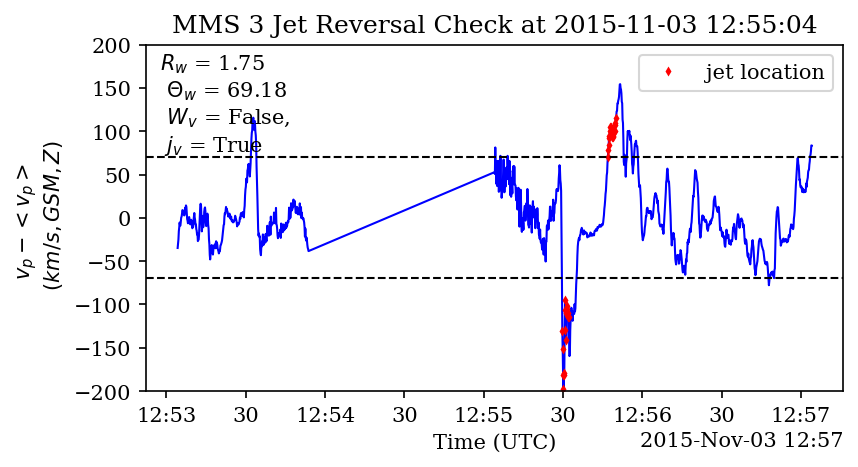 MMS 3 Jet Reversal Check at 2015-11-03 12:55:04
R_w = 1.75
Θ_w = 69.18
W_v = False,
j_v = True
jet location
200
150
100
50
0
−50
−100
−150
−200
v_p − < v_p >
(km/s, GSM, Z)
12:53 30 12:54 30 12:55 30 12:56 30 12:57
Time (UTC)
2015-Nov-03 12:57